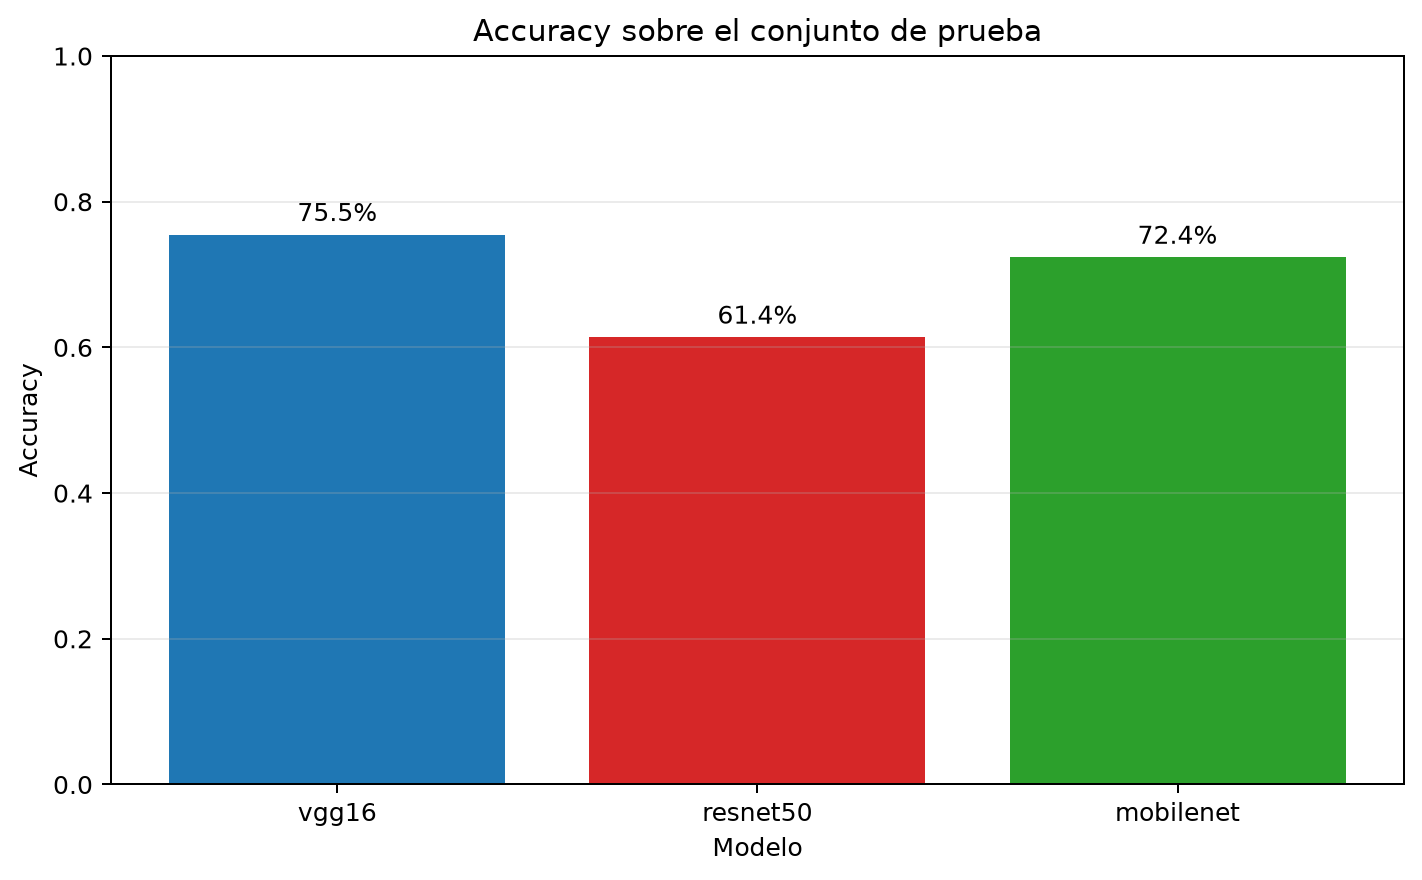 Accuracy sobre el conjunto de prueba
1.0
0.8
0.6
0.4
0.2
0.0
Accuracy
75.5%
61.4%
72.4%
vgg16
resnet50
mobilenet
Modelo